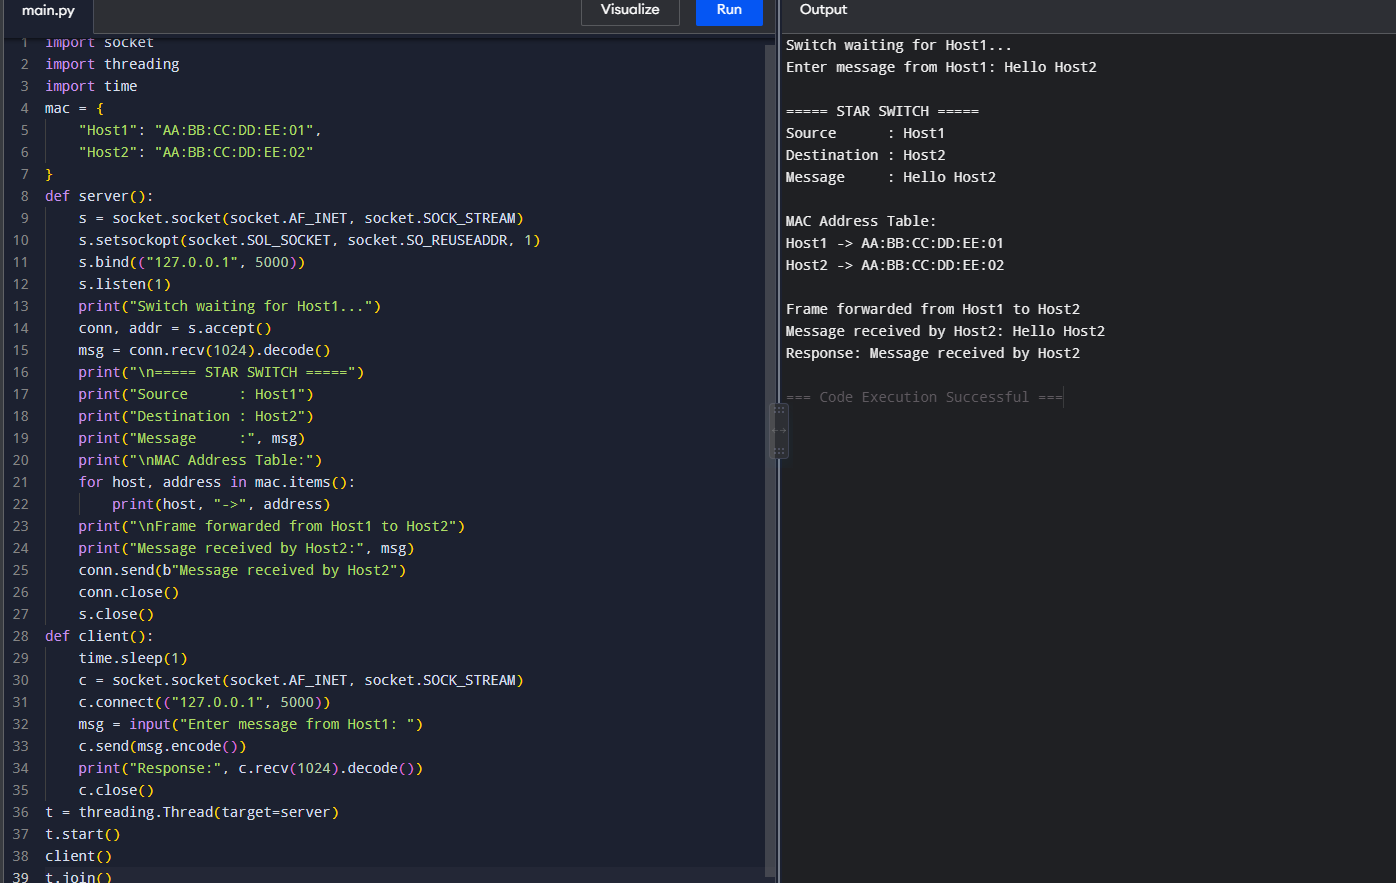 main.py
Visualize
Run
Output
1 import socket
2 import threading
3 import time
4 mac = {
5     "Host1": "AA:BB:CC:DD:EE:01",
6     "Host2": "AA:BB:CC:DD:EE:02"
7 }
8 def server():
9     s = socket.socket(socket.AF_INET, socket.SOCK_STREAM)
10     s.setsockopt(socket.SOL_SOCKET, socket.SO_REUSEADDR, 1)
11     s.bind(("127.0.0.1", 5000))
12     s.listen(1)
13     print("Switch waiting for Host1...")
14     conn, addr = s.accept()
15     msg = conn.recv(1024).decode()
16     print("\n===== STAR SWITCH =====")
17     print("Source      : Host1")
18     print("Destination : Host2")
19     print("Message     :", msg)
20     print("\nMAC Address Table:")
21     for host, address in mac.items():
22         print(host, "->", address)
23     print("\nFrame forwarded from Host1 to Host2")
24     print("Message received by Host2:", msg)
25     conn.send(b"Message received by Host2")
26     conn.close()
27     s.close()
28 def client():
29     time.sleep(1)
30     c = socket.socket(socket.AF_INET, socket.SOCK_STREAM)
31     c.connect(("127.0.0.1", 5000))
32     msg = input("Enter message from Host1: ")
33     c.send(msg.encode())
34     print("Response:", c.recv(1024).decode())
35     c.close()
36 t = threading.Thread(target=server)
37 t.start()
38 client()
39 t.join()
Switch waiting for Host1...
Enter message from Host1: Hello Host2
===== STAR SWITCH =====
Source      : Host1
Destination : Host2
Message     : Hello Host2
MAC Address Table:
Host1 -> AA:BB:CC:DD:EE:01
Host2 -> AA:BB:CC:DD:EE:02
Frame forwarded from Host1 to Host2
Message received by Host2: Hello Host2
Response: Message received by Host2
=== Code Execution Successful ===